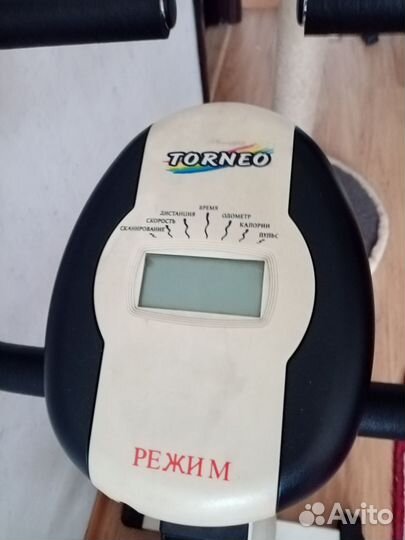 TORNEO
СКАНИРОВАНИЕ
СКОРОСТЬ
ДИСТАНЦИЯ
ВРЕМЯ
ОДОМЕТР
КАЛОРИИ
ПУЛЬС
РЕЖИМ
Avito